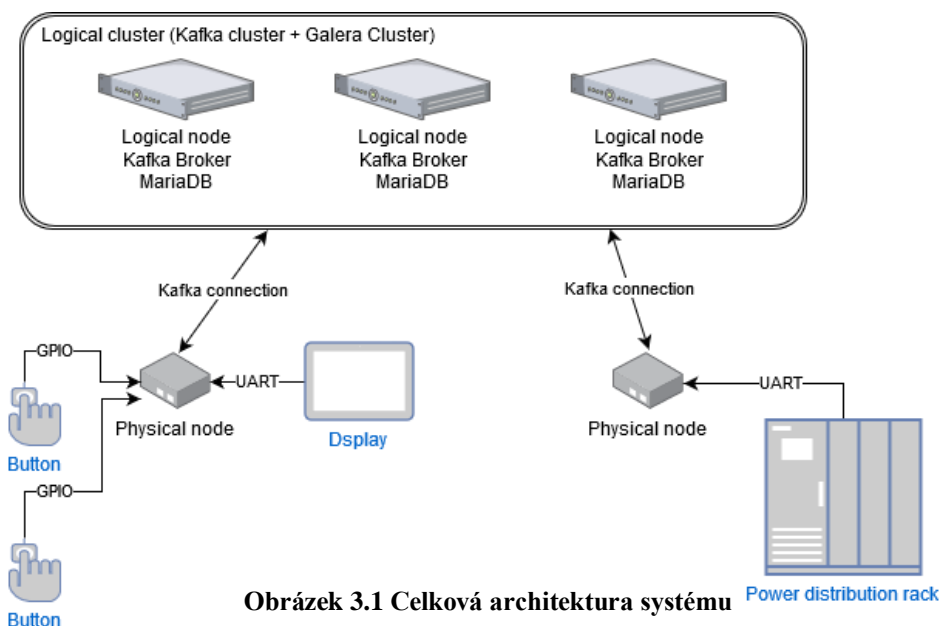 Logical cluster (Kafka cluster + Galera Cluster)
Logical node
Kafka Broker
MariaDB
Logical node
Kafka Broker
MariaDB
Logical node
Kafka Broker
MariaDB
Kafka connection
Kafka connection
GPIO
UART
UART
Physical node
Dsplay
Physical node
Button
GPIO
Button
Obrázek 3.1 Celková architektura systému
Power distribution rack